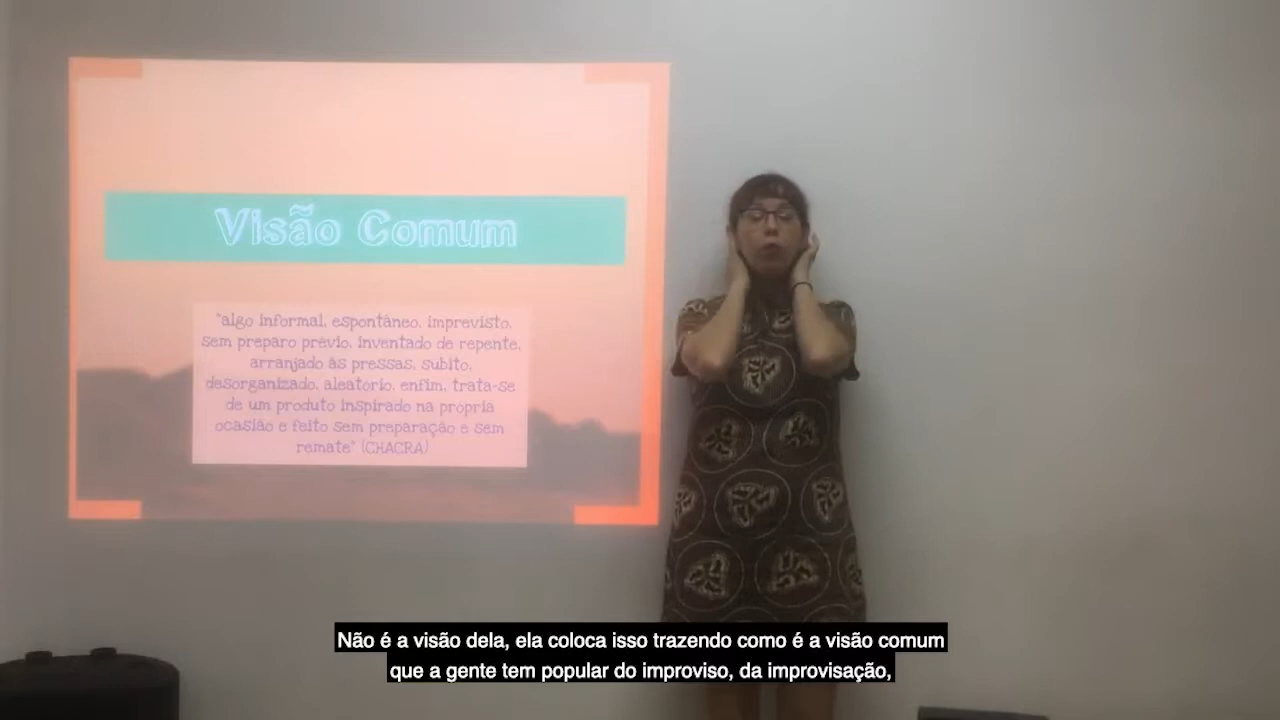 Visão Comum
"algo informal, espontâneo, imprevisto,
sem preparo prévio, inventado de repente,
arranjado às pressas, súbito,
desorganizado, aleatório, enfim, trata-se
de um produto inspirado na própria
ocasião e feito sem preparação e sem
remate" (CHACRA)
Não é a visão dela, ela coloca isso trazendo como é a visão comum
que a gente tem popular do improviso, da improvisação,